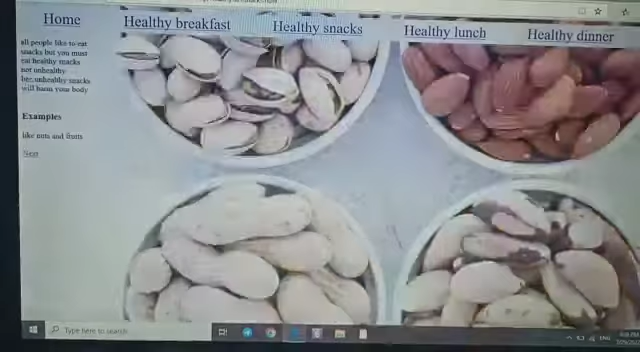 Home
Healthy breakfast
Healthy snacks
Healthy lunch
Healthy dinner
all people like to eat
snacks but you must
eat healthy snacks
not unhealthy
unhealthy snacks
will harm your body
Examples
like nuts and fruits
Next
Type here to search
ENG